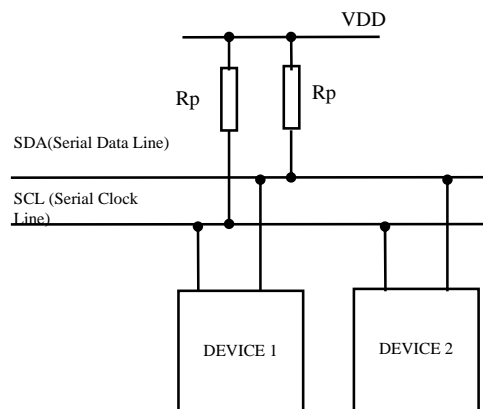 VDD
Rp
Rp
SDA(Serial Data Line)
SCL (Serial Clock
Line)
DEVICE 1
DEVICE 2